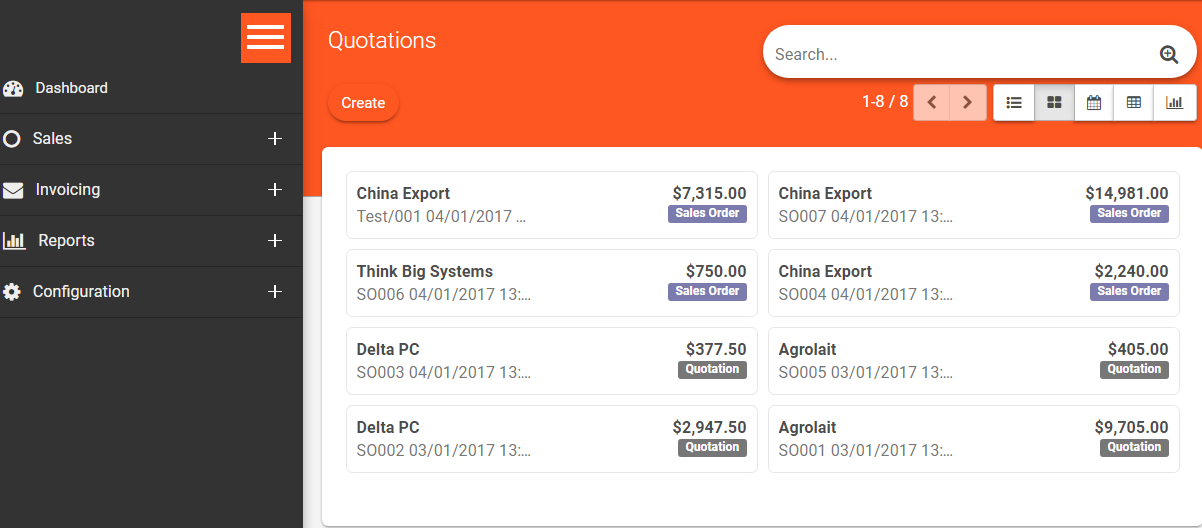 Quotations
Search...
Create
1-8 / 8
Dashboard
Sales
Invoicing
Reports
Configuration
China Export $7,315.00
Test/001 04/01/2017 ... Sales Order
China Export $14,981.00
SO007 04/01/2017 13:... Sales Order
Think Big Systems $750.00
SO006 04/01/2017 13:... Sales Order
China Export $2,240.00
SO004 04/01/2017 13:... Sales Order
Delta PC $377.50
SO003 04/01/2017 13:... Quotation
Agrolait $405.00
SO005 03/01/2017 13:... Quotation
Delta PC $2,947.50
SO002 03/01/2017 13:... Quotation
Agrolait $9,705.00
SO001 03/01/2017 13:... Quotation